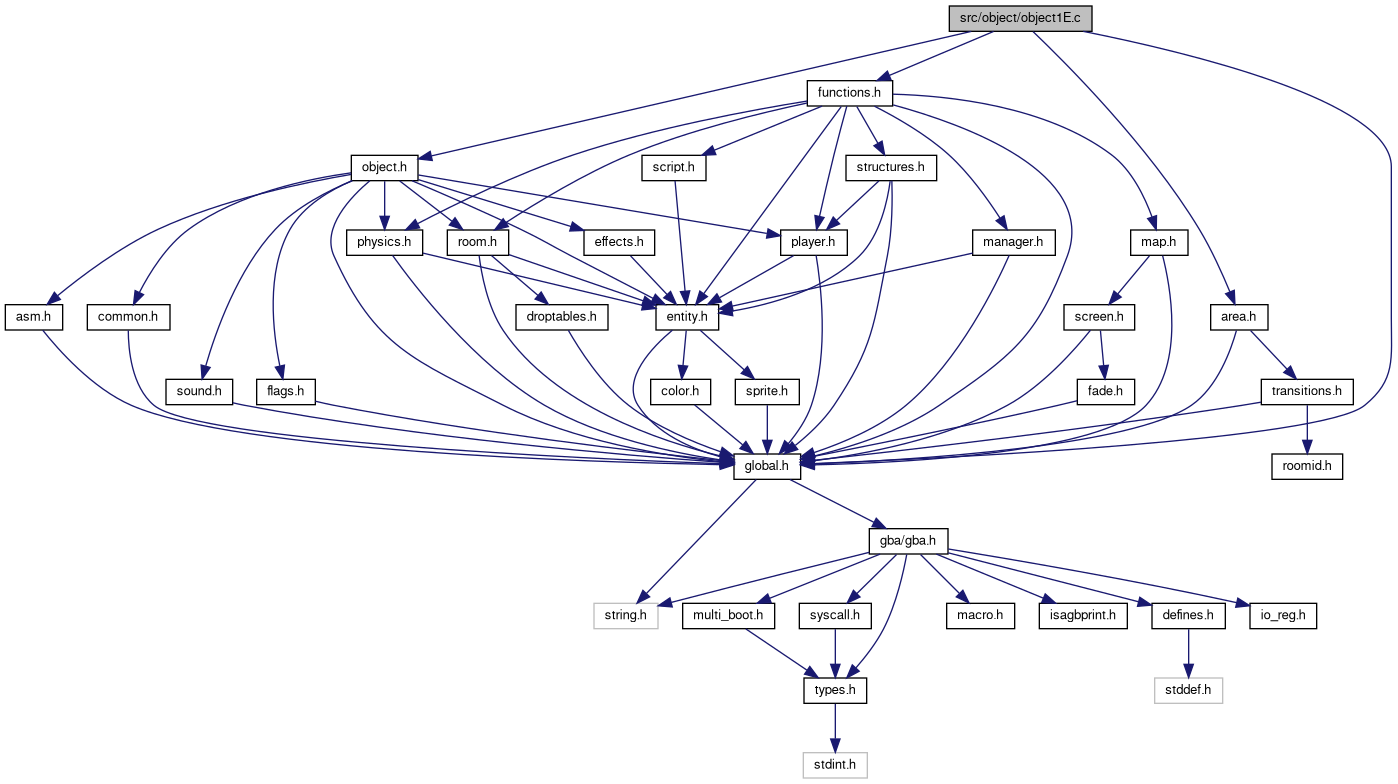 src/object/object1E.c
functions.h
object.h
script.h
structures.h
physics.h
room.h
effects.h
player.h
manager.h
map.h
asm.h
common.h
droptables.h
entity.h
screen.h
area.h
sound.h
flags.h
color.h
sprite.h
fade.h
transitions.h
global.h
roomid.h
gba/gba.h
string.h
multi_boot.h
syscall.h
macro.h
isagbprint.h
defines.h
io_reg.h
types.h
stddef.h
stdint.h